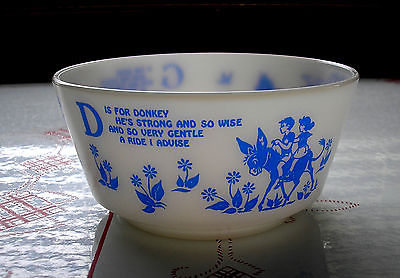 D IS FOR DONKEY
HE'S STRONG AND SO WISE
AND SO VERY GENTLE
A RIDE I ADVISE
G